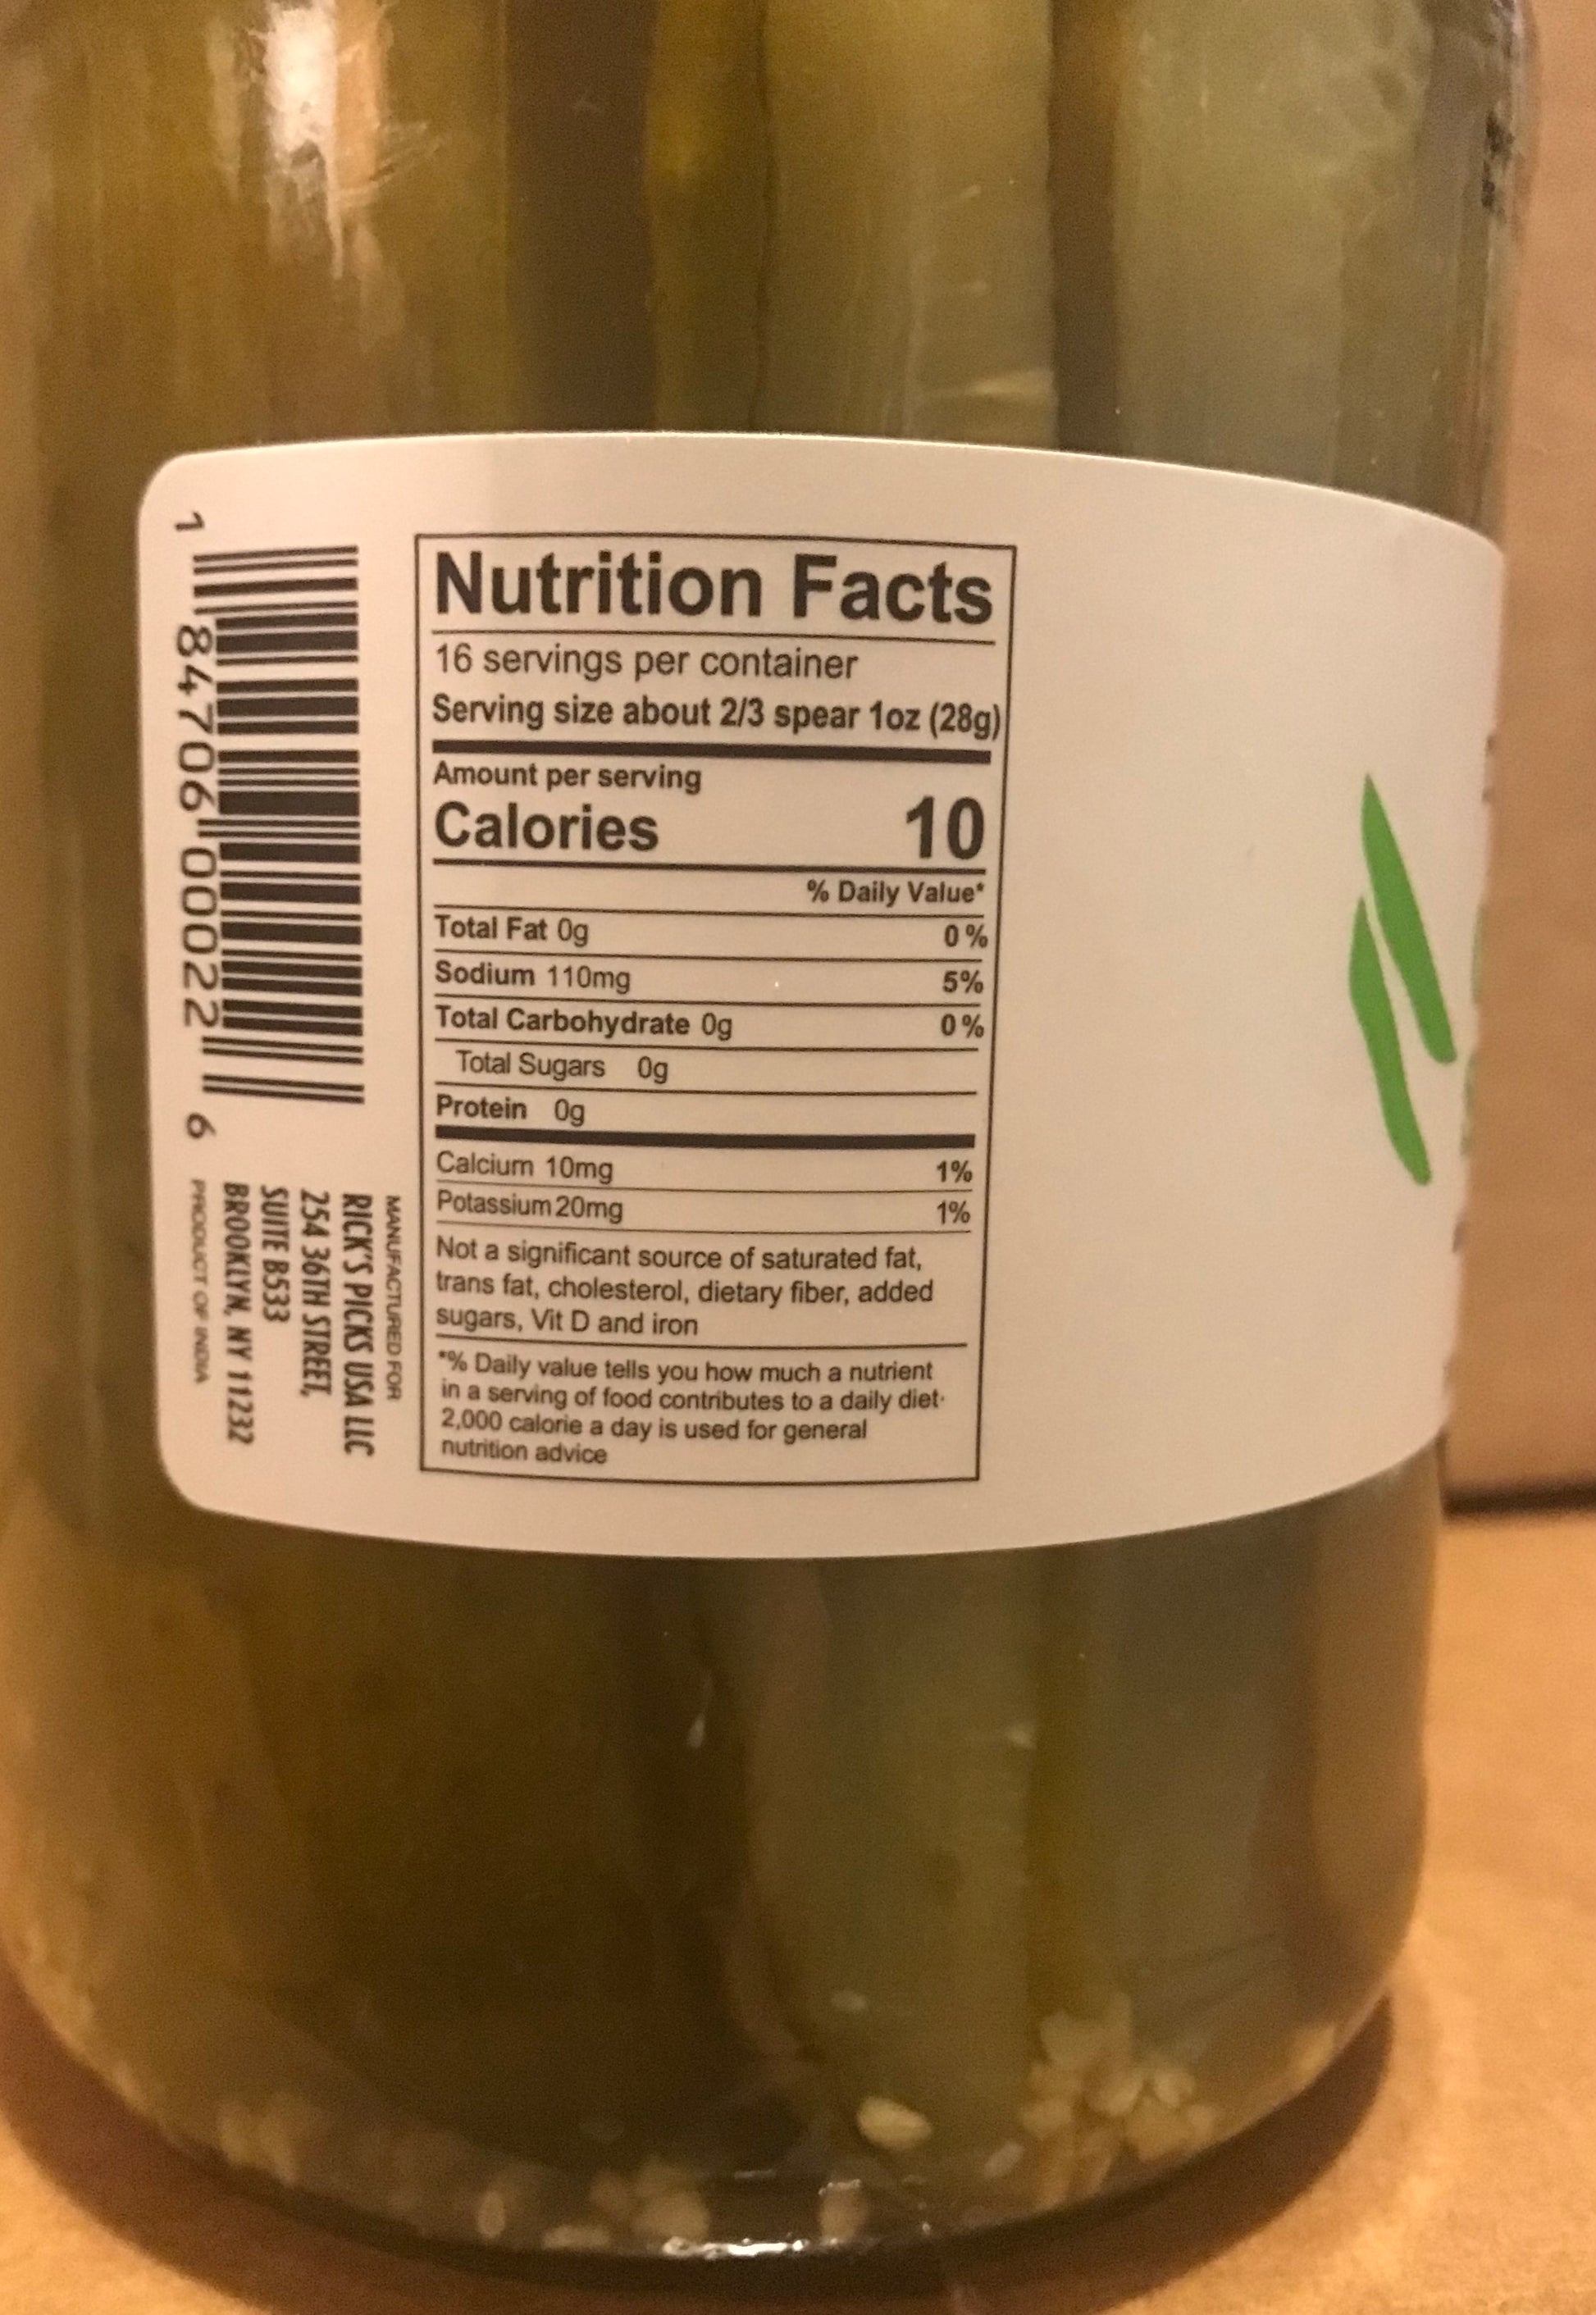 Nutrition Facts
16 servings per container
Serving size about 2/3 spear 1oz (28g)
Amount per serving
Calories 10
% Daily Value*
Total Fat 0g 0%
Sodium 110mg 5%
Total Carbohydrate 0g 0%
Total Sugars 0g
Protein 0g
Calcium 10mg 1%
Potassium 20mg 1%
Not a significant source of saturated fat,
trans fat, cholesterol, dietary fiber, added
sugars, Vit D and iron
*% Daily value tells you how much a nutrient
in a serving of food contributes to a daily diet.
2,000 calorie a day is used for general
nutrition advice
1 84706 00022 6
MANUFACTURED FOR
RICK'S PICKS USA LLC
254 36TH STREET,
SUITE B533
BROOKLYN, NY 11232
PRODUCT OF INDIA